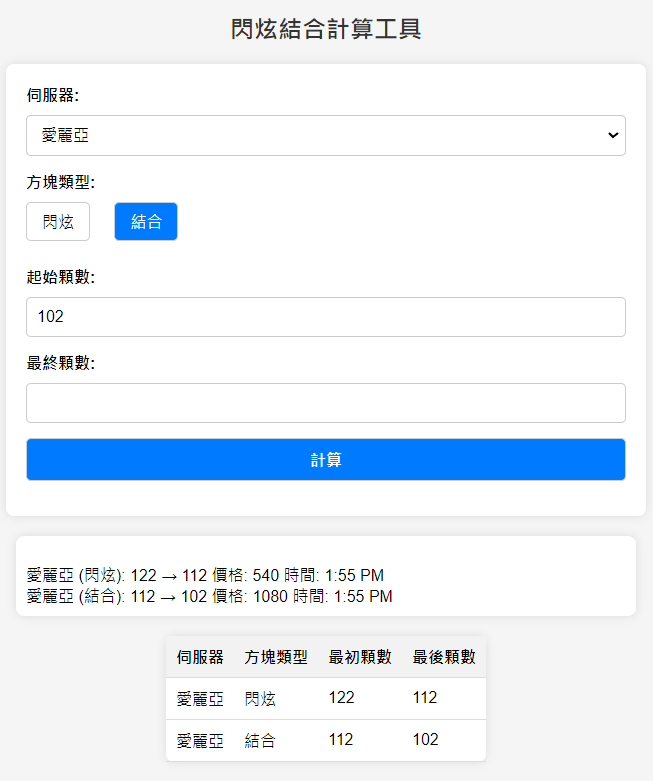 閃炫結合計算工具
伺服器:
愛麗亞
方塊類型:
閃炫 結合
起始顆數:
102
最終顆數:
計算
愛麗亞 (閃炫): 122 → 112 價格: 540 時間: 1:55 PM
愛麗亞 (結合): 112 → 102 價格: 1080 時間: 1:55 PM
伺服器 方塊類型 最初顆數 最後顆數
愛麗亞 閃炫 122 112
愛麗亞 結合 112 102